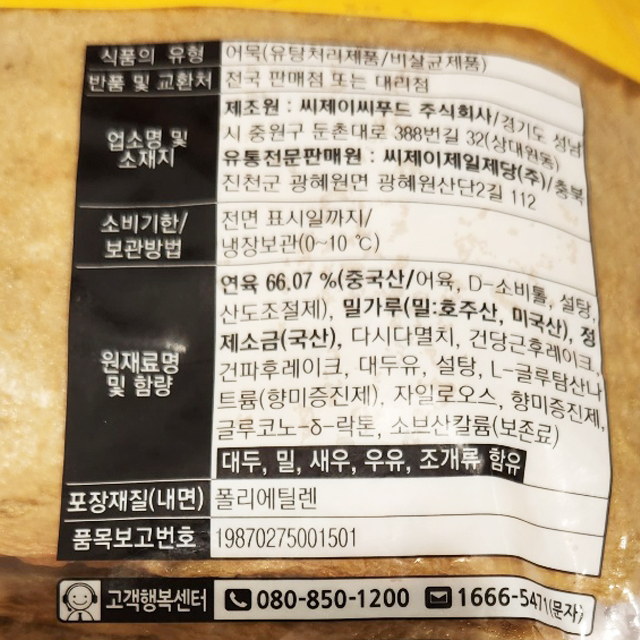 식품의 유형 어묵(유탕처리제품/비살균제품)
반품 및 교환처 전국 판매점 또는 대리점
업소명 및 소재지
제조원 : 씨제이씨푸드 주식회사/경기도 성남
시 중원구 둔촌대로 388번길 32(상대원동)
유통전문판매원 : 씨제이제일제당(주)/충북
진천군 광혜원면 광혜원산단2길 112
소비기한/
보관방법
전면 표시일까지/
냉장보관(0~10 ℃)
원재료명
및 함량
연육 66.07 %(중국산/어육, D-소비톨, 설탕,
산도조절제), 밀가루(밀:호주산, 미국산), 정
제소금(국산), 다시다멸치, 건당근후레이크,
건파후레이크, 대두유, 설탕, L-글루탐산나
트륨(향미증진제), 자일로오스, 향미증진제,
글루코노-δ-락톤, 소브산칼륨(보존료)
대두, 밀, 새우, 우유, 조개류 함유
포장재질(내면) 폴리에틸렌
품목보고번호 19870275001501
고객행복센터 080-850-1200 1666-5471(문자)